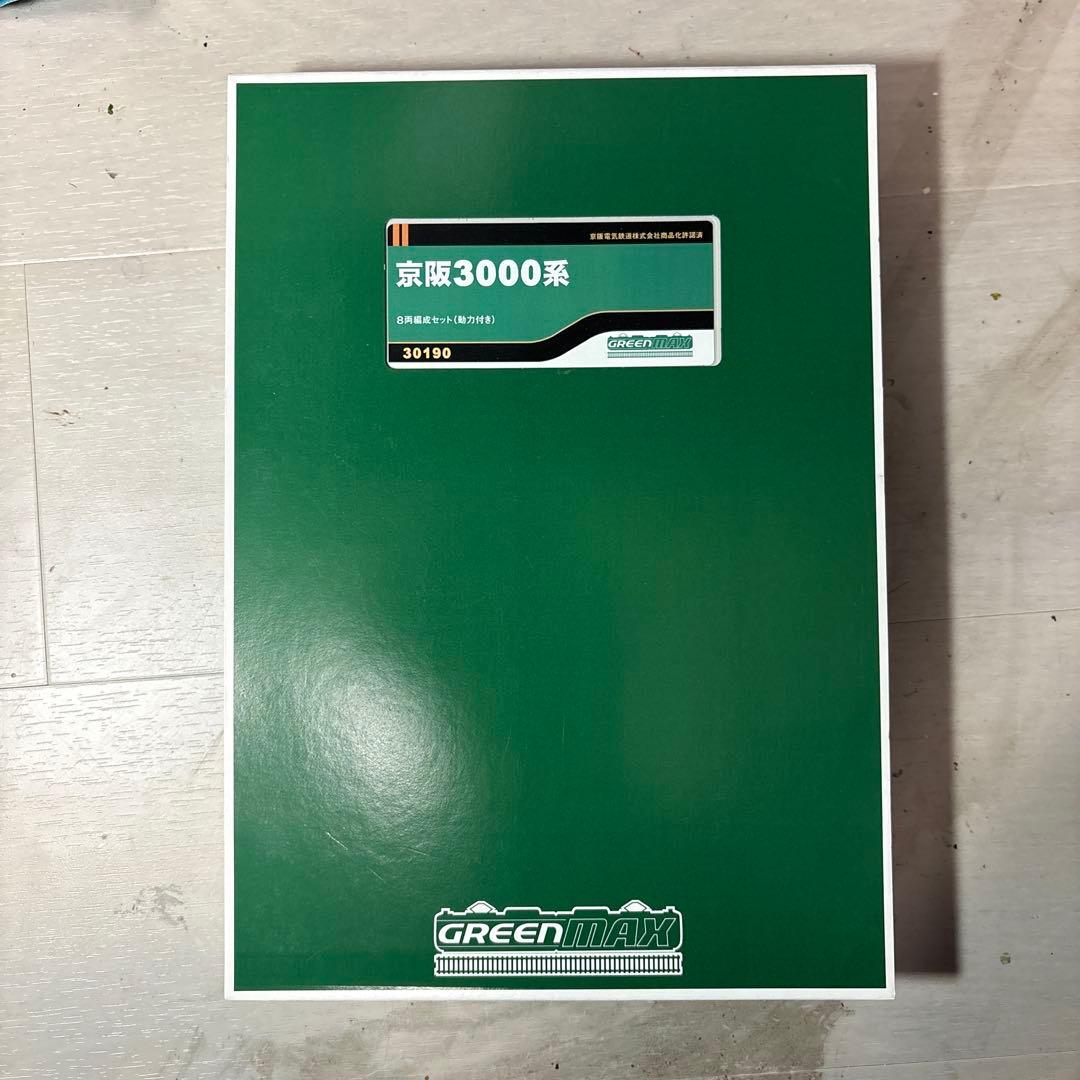 京阪電気鉄道株式会社商品化許諾済
京阪3000系
8両編成セット(動力付き)
GREENMAX
30190
GREENMAX